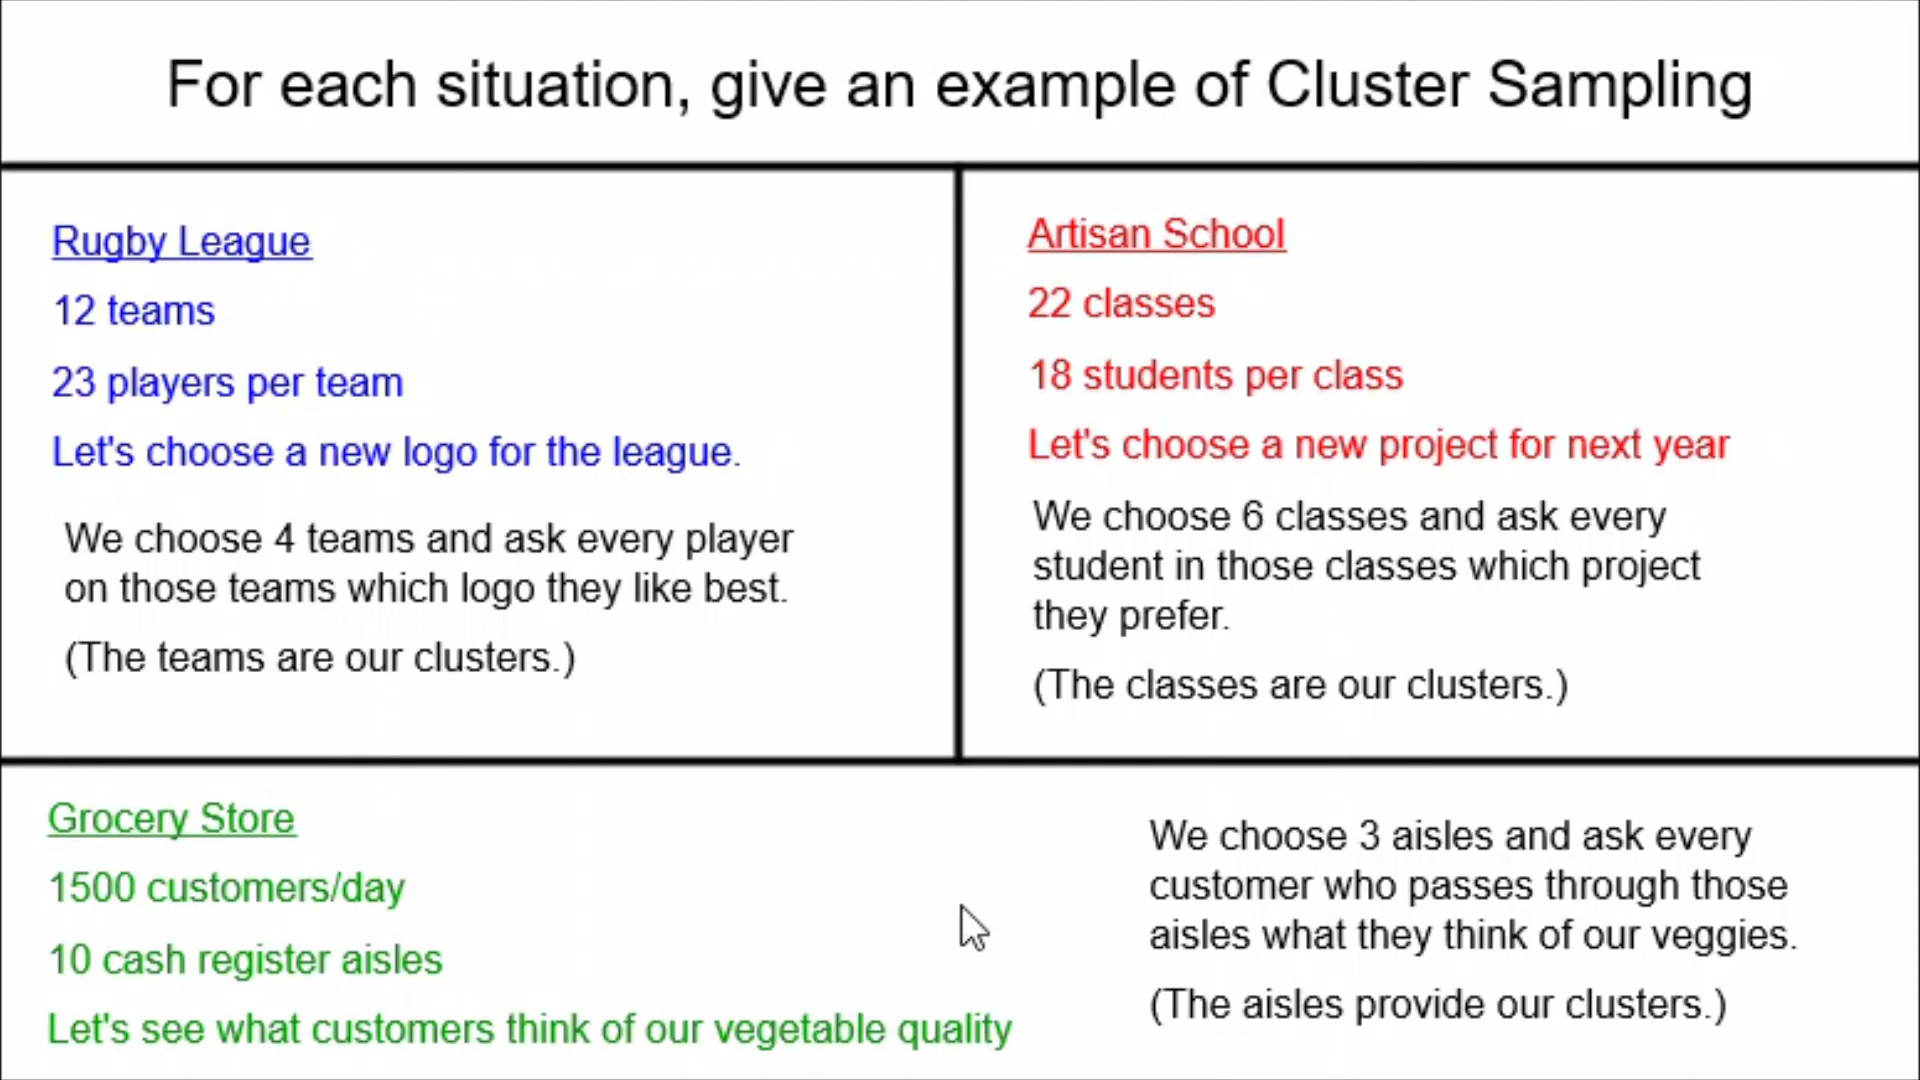 For each situation, give an example of Cluster Sampling
Rugby League
12 teams
23 players per team
Let's choose a new logo for the league.
We choose 4 teams and ask every player
on those teams which logo they like best.
(The teams are our clusters.)
Artisan School
22 classes
18 students per class
Let's choose a new project for next year
We choose 6 classes and ask every
student in those classes which project
they prefer.
(The classes are our clusters.)
Grocery Store
1500 customers/day
10 cash register aisles
Let's see what customers think of our vegetable quality
We choose 3 aisles and ask every
customer who passes through those
aisles what they think of our veggies.
(The aisles provide our clusters.)